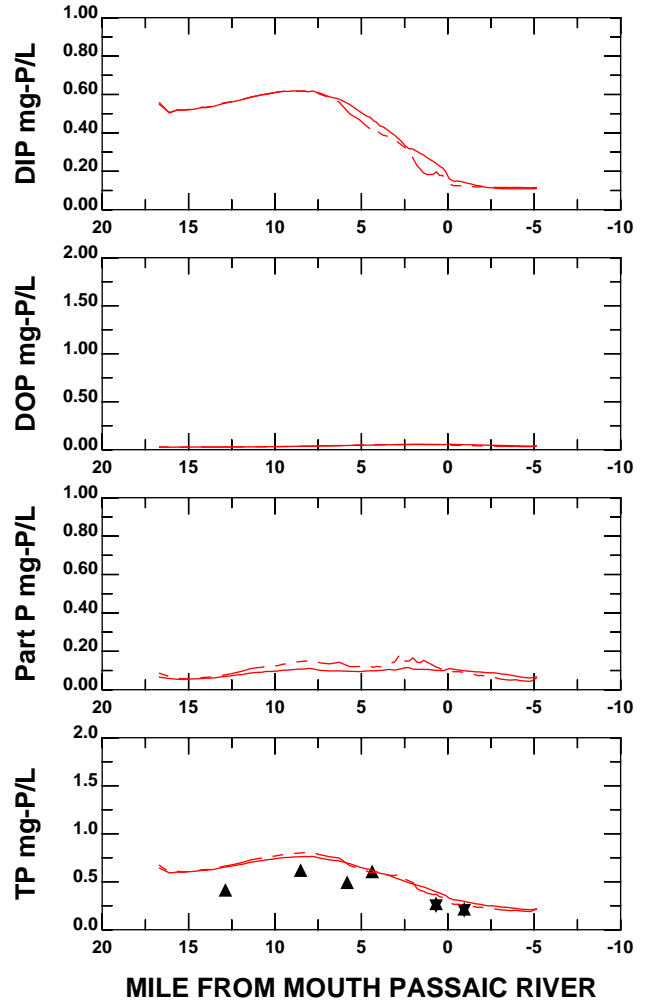 DIP mg-P/L
1.00
0.80
0.60
0.40
0.20
0.00
20 15 10 5 0 -5 -10
DOP mg-P/L
2.00
1.50
1.00
0.50
0.00
20 15 10 5 0 -5 -10
Part P mg-P/L
1.00
0.80
0.60
0.40
0.20
0.00
20 15 10 5 0 -5 -10
TP mg-P/L
2.0
1.5
1.0
0.5
0.0
20 15 10 5 0 -5 -10
MILE FROM MOUTH PASSAIC RIVER